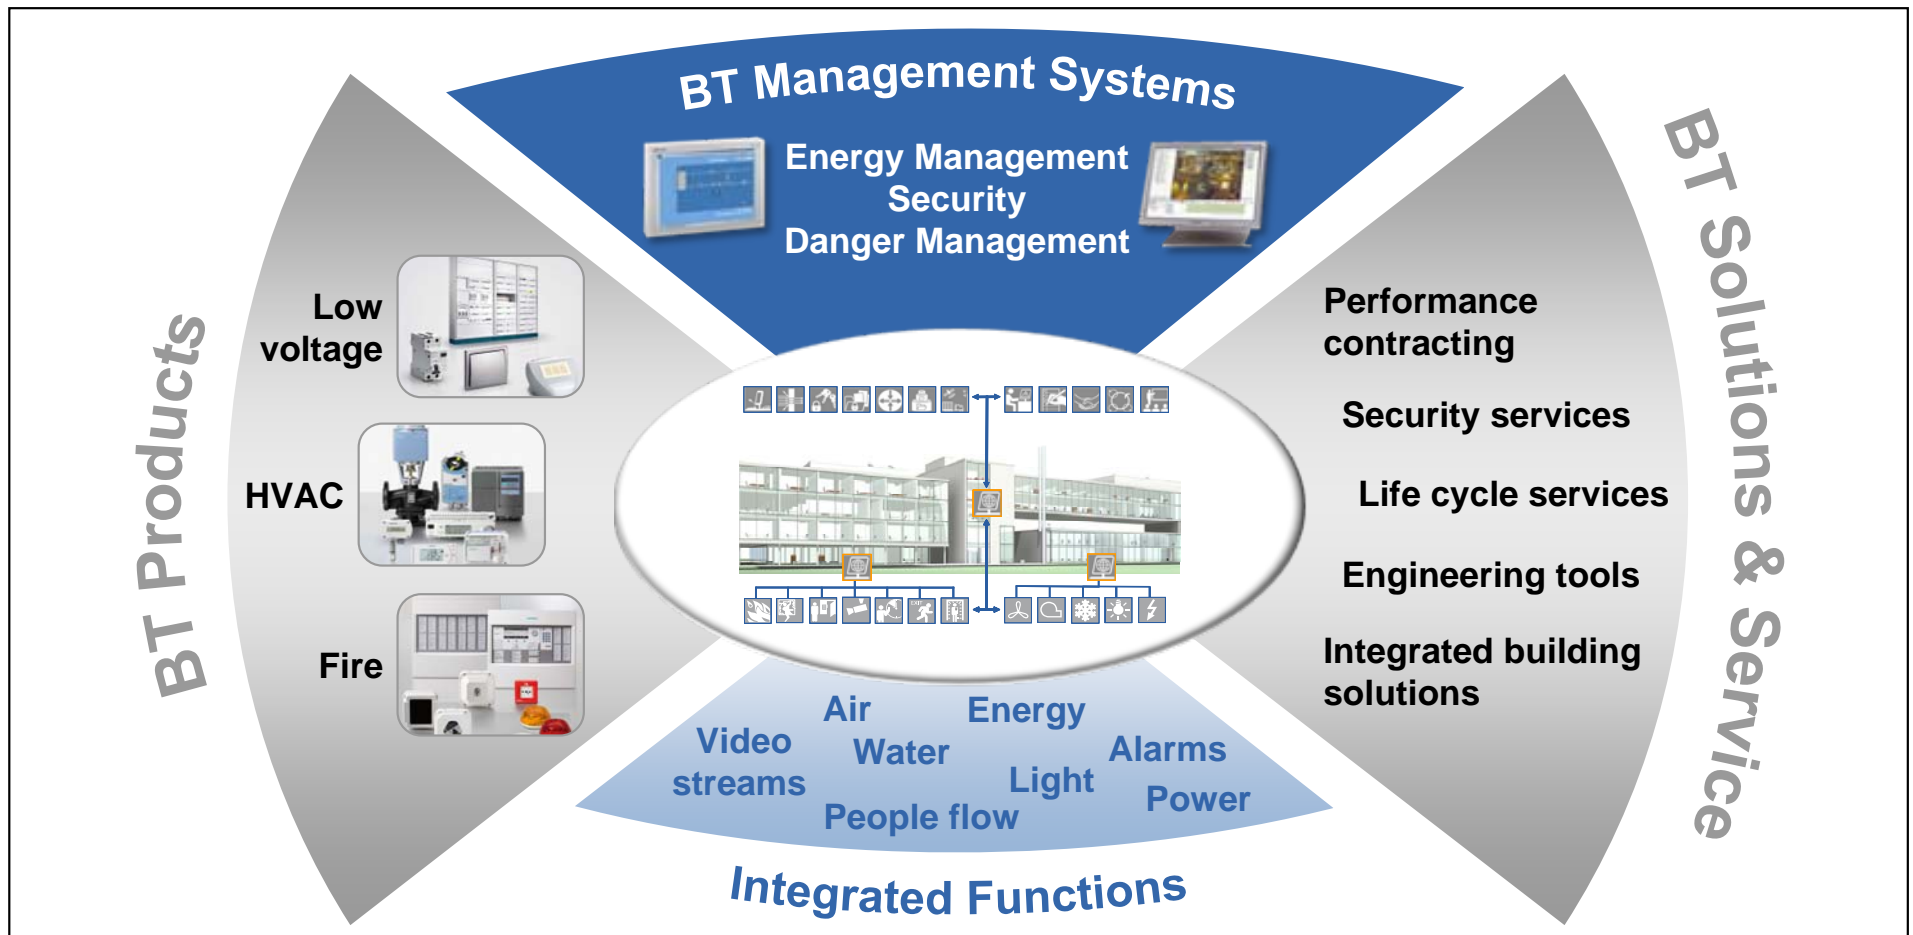 BT Management Systems
Energy Management
Security
Danger Management
BT Products
Low
voltage
HVAC
Fire
BT Solutions & Service
Performance
contracting
Security services
Life cycle services
Engineering tools
Integrated building
solutions
EXIT
Air
Energy
Video
streams
Water
Alarms
Light
Power
People flow
Integrated Functions